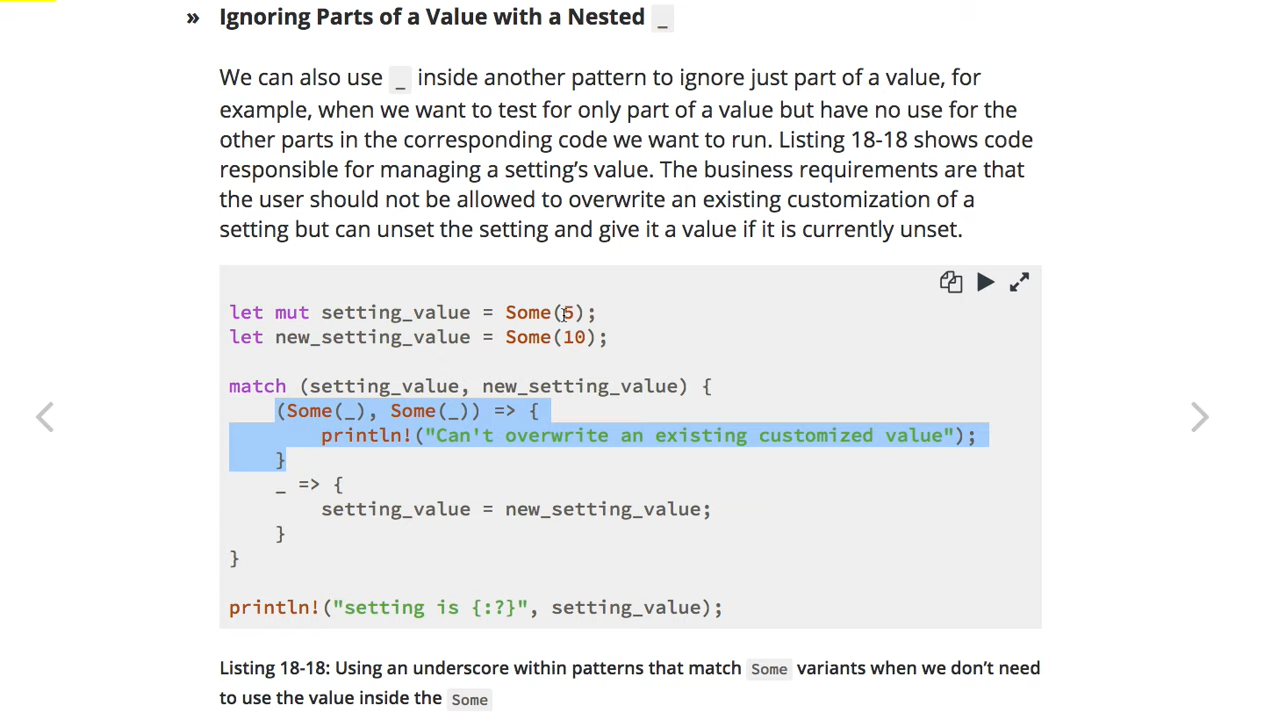 » Ignoring Parts of a Value with a Nested _
We can also use _ inside another pattern to ignore just part of a value, for
example, when we want to test for only part of a value but have no use for the
other parts in the corresponding code we want to run. Listing 18-18 shows code
responsible for managing a setting’s value. The business requirements are that
the user should not be allowed to overwrite an existing customization of a
setting but can unset the setting and give it a value if it is currently unset.
let mut setting_value = Some(5);
let new_setting_value = Some(10);
match (setting_value, new_setting_value) {
    (Some(_), Some(_)) => {
        println!("Can't overwrite an existing customized value");
    }
    _ => {
        setting_value = new_setting_value;
    }
}
println!("setting is {:?}", setting_value);
Listing 18-18: Using an underscore within patterns that match Some variants when we don’t need
to use the value inside the Some